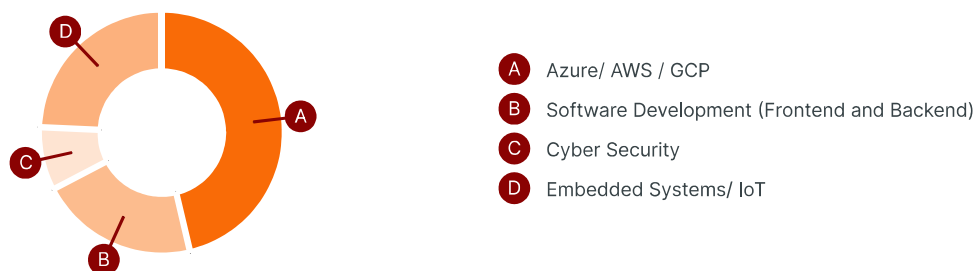 D
A
C
B
A Azure/ AWS / GCP
B Software Development (Frontend and Backend)
C Cyber Security
D Embedded Systems/ IoT